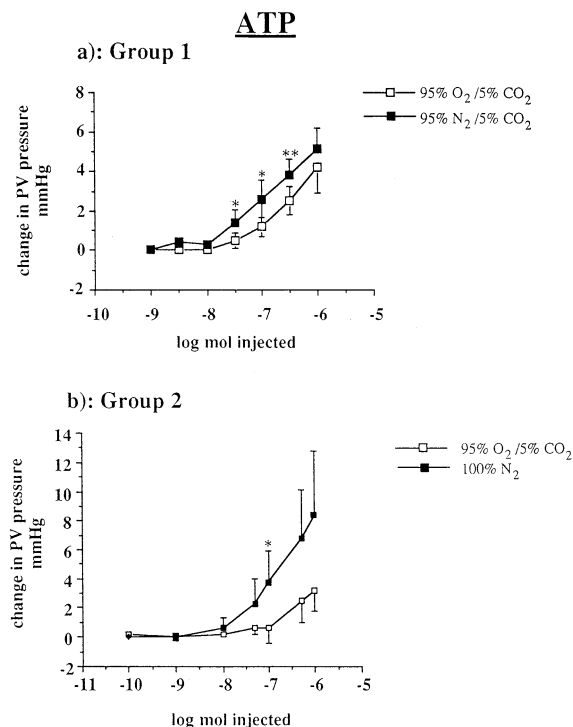 ATP
a): Group 1
95% O2 /5% CO2
95% N2 /5% CO2
change in PV pressure
mmHg
8
6
4
2
0
-2
* * **
-10 -9 -8 -7 -6 -5
log mol injected
b): Group 2
95% O2 /5% CO2
100% N2
change in PV pressure
mmHg
14
12
10
8
6
4
2
0
-2
*
-11 -10 -9 -8 -7 -6 -5
log mol injected